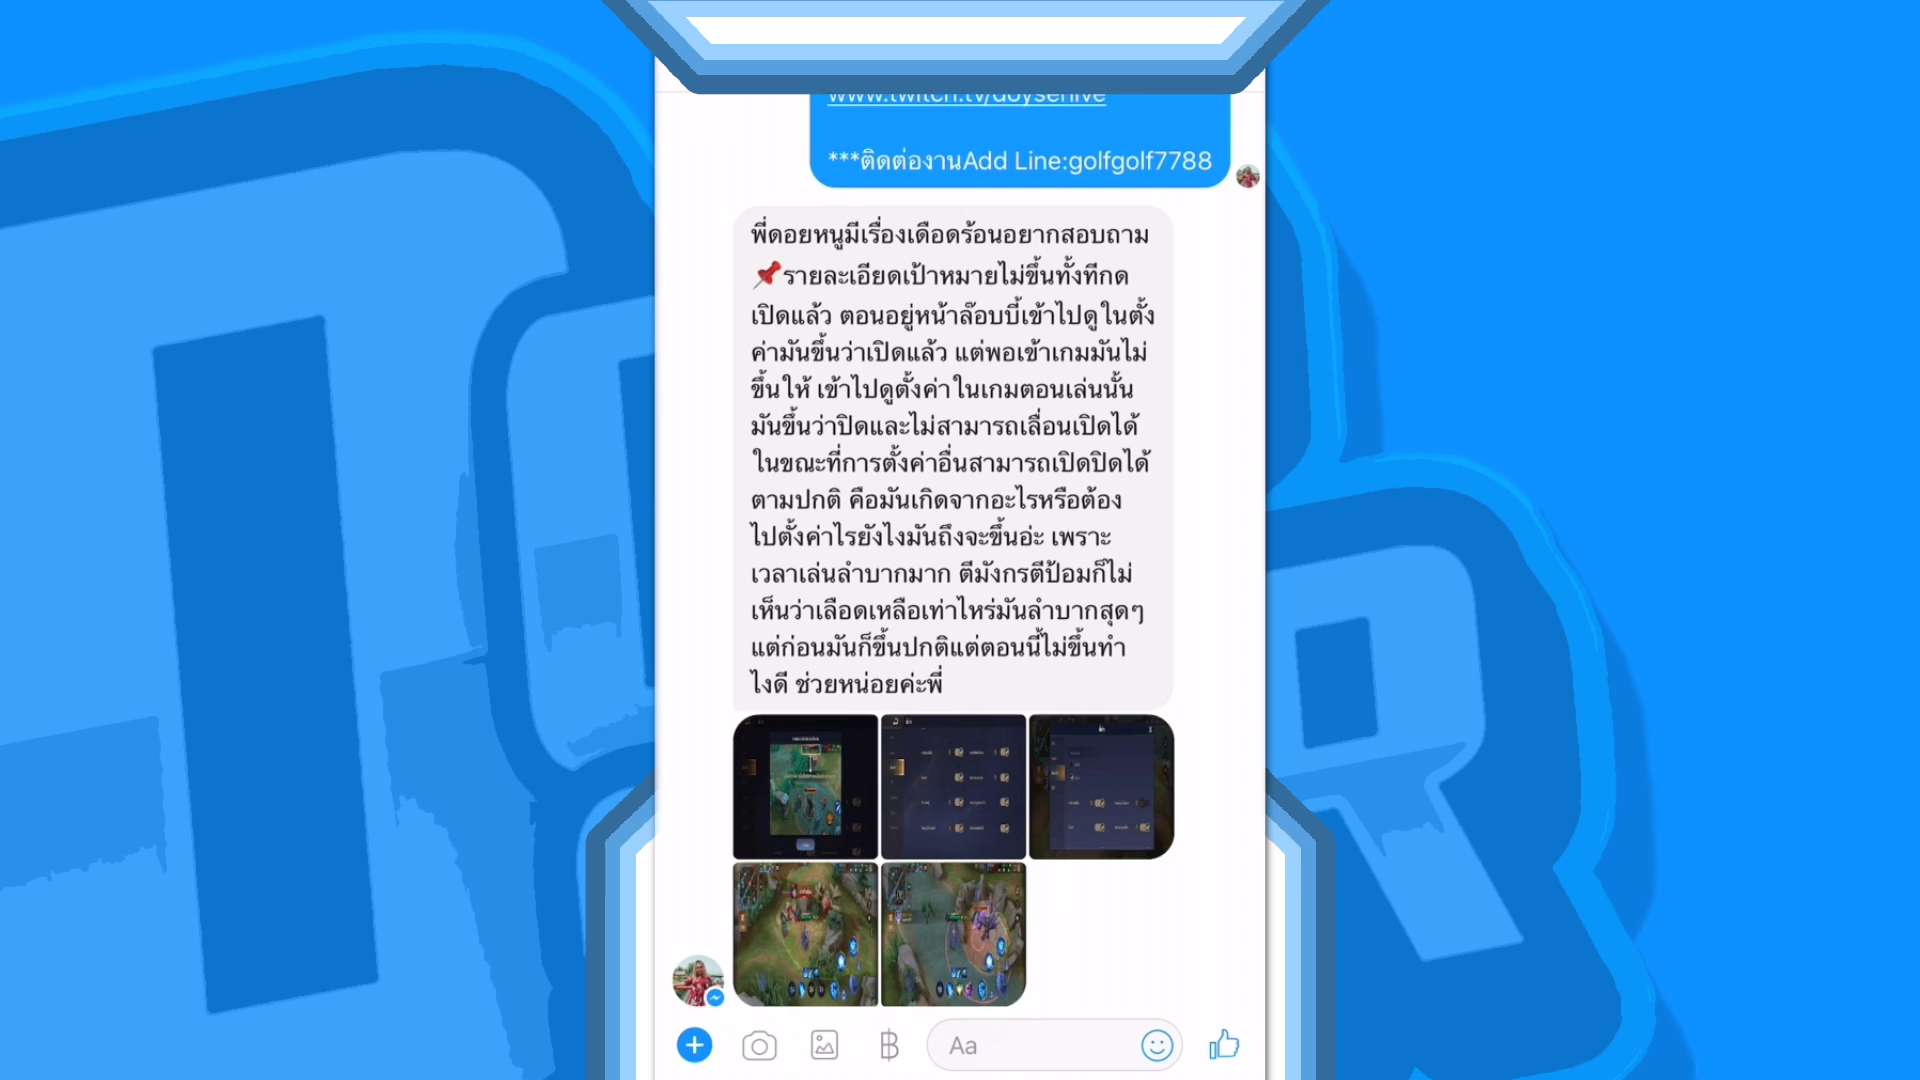 www.twitch.tv/doyserlive
***ติดต่องานAdd Line:golfgolf7788
พี่ดอยหนูมีเรื่องเดือดร้อนอยากสอบถาม
📌รายละเอียดเป้าหมายไม่ขึ้นทั้งทีกด
เปิดแล้ว ตอนอยู่หน้าล๊อบบี้เข้าไปดูในตั้ง
ค่ามันขึ้นว่าเปิดแล้ว แต่พอเข้าเกมมันไม่
ขึ้นให้ เข้าไปดูตั้งค่าในเกมตอนเล่นนั้น
มันขึ้นว่าปิดและไม่สามารถเลื่อนเปิดได้
ในขณะที่การตั้งค่าอื่นสามารถเปิดปิดได้
ตามปกติ คือมันเกิดจากอะไรหรือต้อง
ไปตั้งค่าไรยังไงมันถึงจะขึ้นอ่ะ เพราะ
เวลาเล่นลำบากมาก ตีมังกรตีป้อมก็ไม่
เห็นว่าเลือดเหลือเท่าไหร่มันลำบากสุดๆ
แต่ก่อนมันก็ขึ้นปกติแต่ตอนนี้ไม่ขึ้นทำ
ไงดี ช่วยหน่อยค่ะพี่
Aa